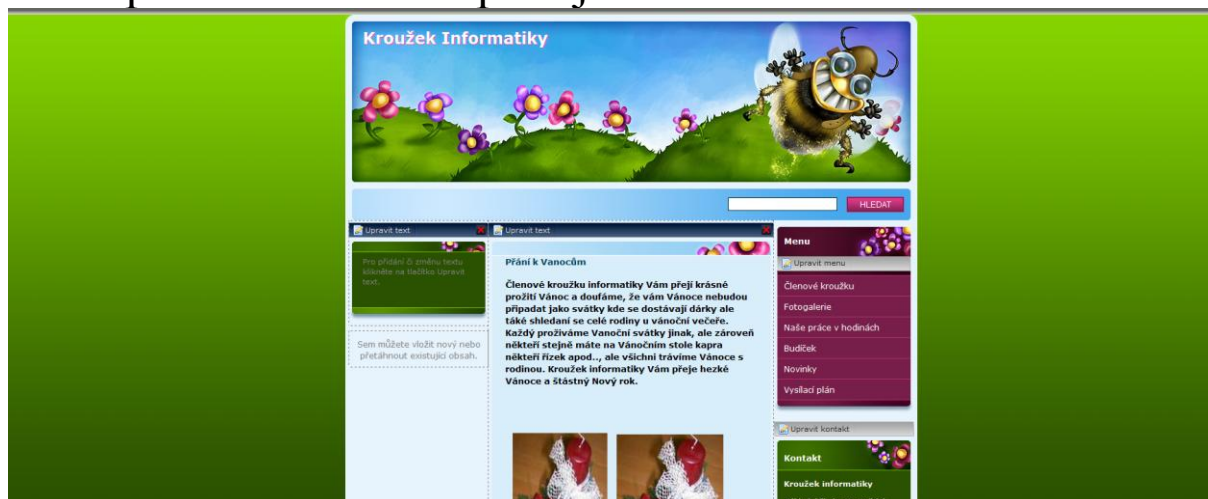 Kroužek Informatiky
HLEDAT
Upravit text
Pro přidání či změnu textu
klikněte na tlačítko Upravit
text.
Sem můžete vložit nový nebo
přetáhnout existující obsah.
Upravit text
Přání k Vanocům
Členové kroužku informatiky Vám přejí krásné
prožití Vánoc a doufáme, že vám Vánoce nebudou
připadat jako svátky kde se dostávají dárky ale
táké shledaní se celé rodiny u vánoční večeře.
Každý proživáme Vanoční svátky jinak, ale zároveň
někteří stejně máte na Vánočním stole kapra
někteří řízek apod.., ale všichni trávíme Vánoce s
rodinou. Kroužek informatiky Vám přeje hezké
Vánoce a štástný Nový rok.
Menu
Upravit menu
Členové kroužku
Fotogalerie
Naše práce v hodinách
Budíček
Novinky
Vysílací plán
Upravit kontakt
Kontakt
Kroužek informatiky